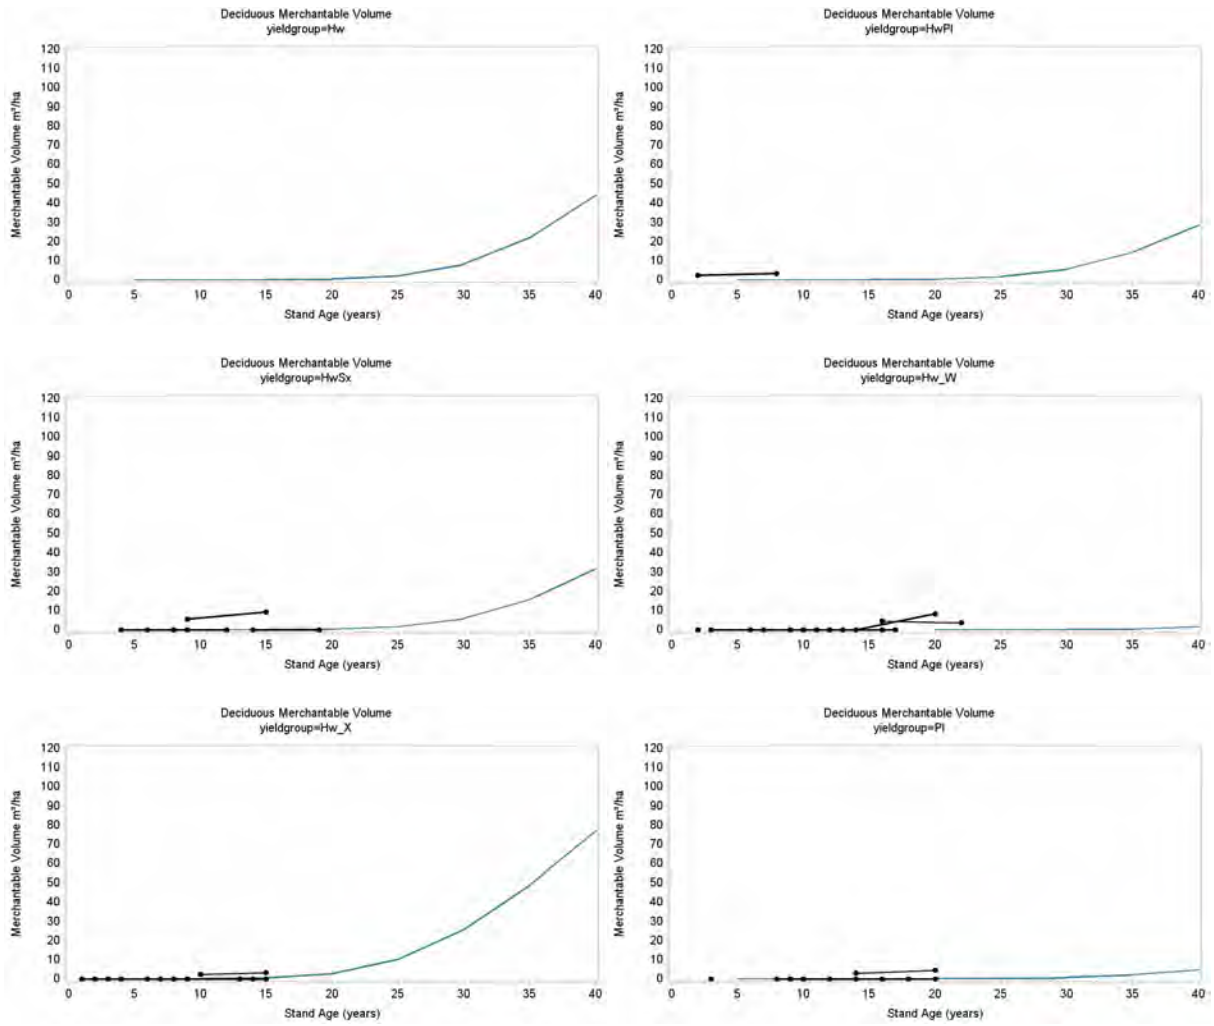 Deciduous Merchantable Volume
yieldgroup=Hw
Merchantable Volume m³/ha
120
110
100
90
80
70
60
50
40
30
20
10
0
0 5 10 15 20 25 30 35 40
Stand Age (years)
Deciduous Merchantable Volume
yieldgroup=HwPl
Merchantable Volume m³/ha
120
110
100
90
80
70
60
50
40
30
20
10
0
0 5 10 15 20 25 30 35 40
Stand Age (years)
Deciduous Merchantable Volume
yieldgroup=HwSx
Merchantable Volume m³/ha
120
110
100
90
80
70
60
50
40
30
20
10
0
0 5 10 15 20 25 30 35 40
Stand Age (years)
Deciduous Merchantable Volume
yieldgroup=Hw_W
Merchantable Volume m³/ha
120
110
100
90
80
70
60
50
40
30
20
10
0
0 5 10 15 20 25 30 35 40
Stand Age (years)
Deciduous Merchantable Volume
yieldgroup=Hw_X
Merchantable Volume m³/ha
120
110
100
90
80
70
60
50
40
30
20
10
0
0 5 10 15 20 25 30 35 40
Stand Age (years)
Deciduous Merchantable Volume
yieldgroup=Pl
Merchantable Volume m³/ha
120
110
100
90
80
70
60
50
40
30
20
10
0
0 5 10 15 20 25 30 35 40
Stand Age (years)